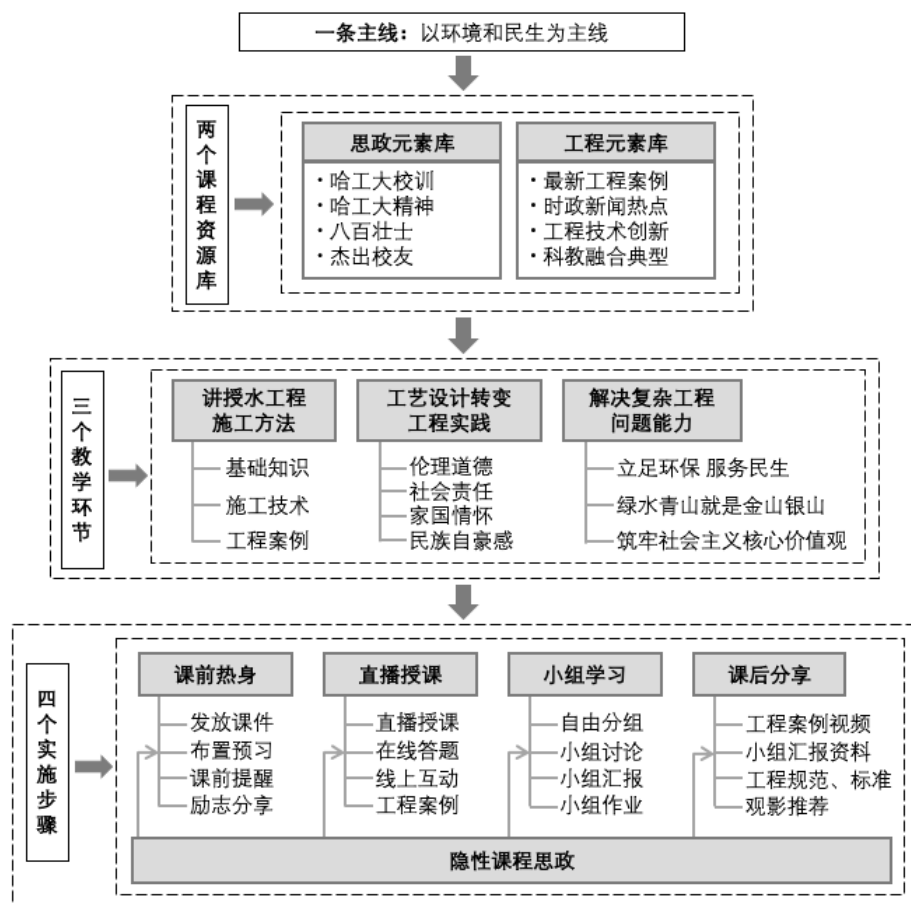 一条主线：以环境和民生为主线
两个课程资源库
思政元素库
・哈工大校训
・哈工大精神
・八百壮士
・杰出校友
工程元素库
・最新工程案例
・时政新闻热点
・工程技术创新
・科教融合典型
三个教学环节
讲授水工程
施工方法
基础知识
施工技术
工程案例
工艺设计转变
工程实践
伦理道德
社会责任
家国情怀
民族自豪感
解决复杂工程
问题能力
立足环保 服务民生
绿水青山就是金山银山
筑牢社会主义核心价值观
四个实施步骤
课前热身
发放课件
布置预习
课前提醒
励志分享
直播授课
直播授课
在线答题
线上互动
工程案例
小组学习
自由分组
小组讨论
小组汇报
小组作业
课后分享
工程案例视频
小组汇报资料
工程规范、标准
观影推荐
隐性课程思政